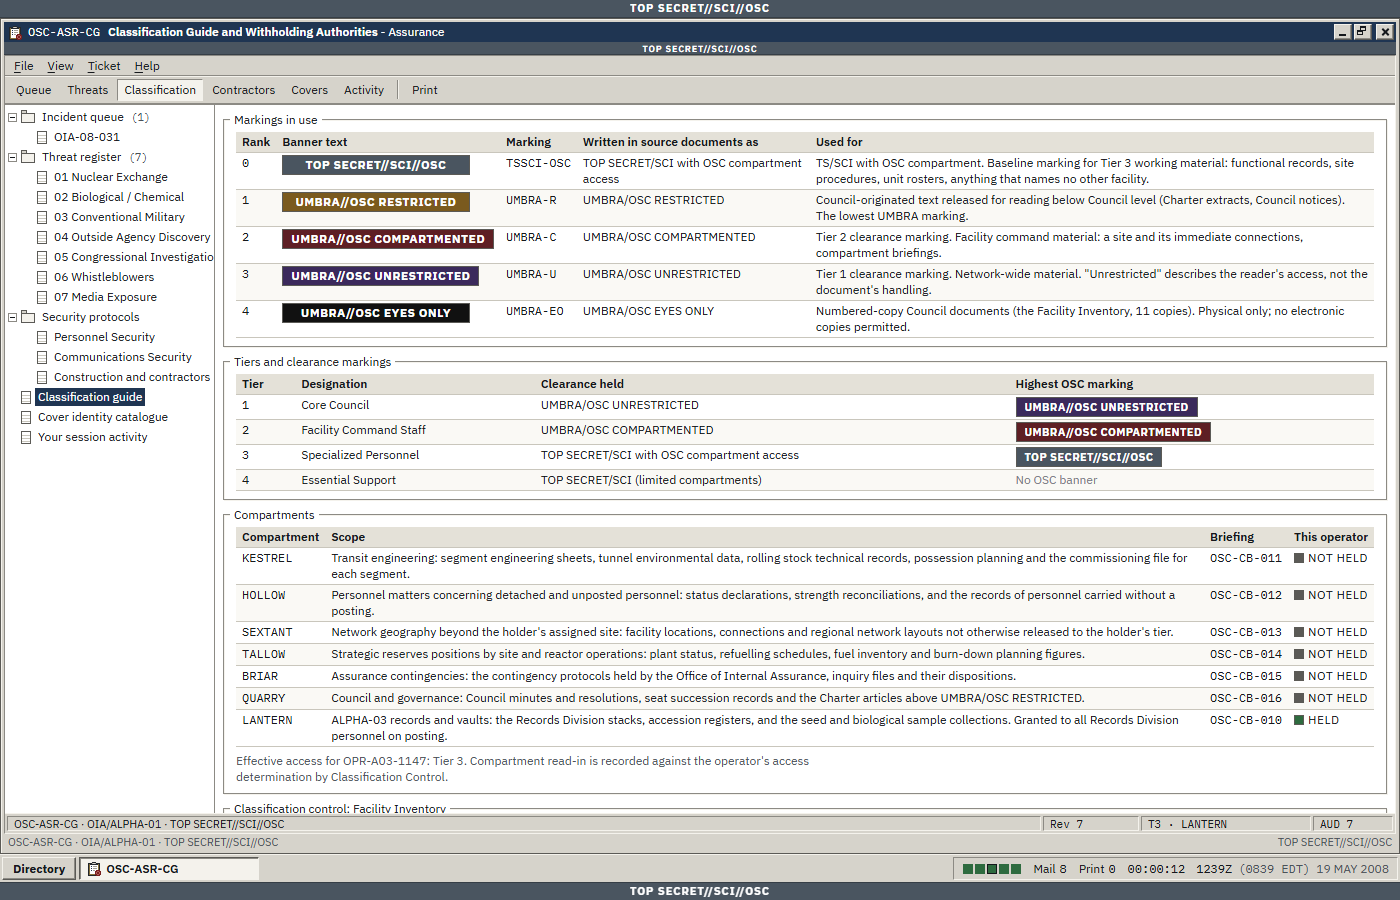 TOP SECRET//SCI//OSC
OSC-ASR-CG Classification Guide and Withholding Authorities - Assurance
TOP SECRET//SCI//OSC
File View Ticket Help
Queue Threats Classification Contractors Covers Activity Print
Incident queue (1)
OIA-08-031
Threat register (7)
01 Nuclear Exchange
02 Biological / Chemical
03 Conventional Military
04 Outside Agency Discovery
05 Congressional Investigatio
06 Whistleblowers
07 Media Exposure
Security protocols
Personnel Security
Communications Security
Construction and contractors
Classification guide
Cover identity catalogue
Your session activity
Markings in use
Rank Banner text Marking Written in source documents as Used for
0 TOP SECRET//SCI//OSC TSSCI-OSC TOP SECRET/SCI with OSC compartment access TS/SCI with OSC compartment. Baseline marking for Tier 3 working material: functional records, site procedures, unit rosters, anything that names no other facility.
1 UMBRA//OSC RESTRICTED UMBRA-R UMBRA/OSC RESTRICTED Council-originated text released for reading below Council level (Charter extracts, Council notices). The lowest UMBRA marking.
2 UMBRA//OSC COMPARTMENTED UMBRA-C UMBRA/OSC COMPARTMENTED Tier 2 clearance marking. Facility command material: a site and its immediate connections, compartment briefings.
3 UMBRA//OSC UNRESTRICTED UMBRA-U UMBRA/OSC UNRESTRICTED Tier 1 clearance marking. Network-wide material. "Unrestricted" describes the reader's access, not the document's handling.
4 UMBRA//OSC EYES ONLY UMBRA-EO UMBRA/OSC EYES ONLY Numbered-copy Council documents (the Facility Inventory, 11 copies). Physical only; no electronic copies permitted.
Tiers and clearance markings
Tier Designation Clearance held Highest OSC marking
1 Core Council UMBRA/OSC UNRESTRICTED UMBRA//OSC UNRESTRICTED
2 Facility Command Staff UMBRA/OSC COMPARTMENTED UMBRA//OSC COMPARTMENTED
3 Specialized Personnel TOP SECRET/SCI with OSC compartment access TOP SECRET//SCI//OSC
4 Essential Support TOP SECRET/SCI (limited compartments) No OSC banner
Compartments
Compartment Scope Briefing This operator
KESTREL Transit engineering: segment engineering sheets, tunnel environmental data, rolling stock technical records, possession planning and the commissioning file for each segment. OSC-CB-011 NOT HELD
HOLLOW Personnel matters concerning detached and unposted personnel: status declarations, strength reconciliations, and the records of personnel carried without a posting. OSC-CB-012 NOT HELD
SEXTANT Network geography beyond the holder's assigned site: facility locations, connections and regional network layouts not otherwise released to the holder's tier. OSC-CB-013 NOT HELD
TALLOW Strategic reserves positions by site and reactor operations: plant status, refuelling schedules, fuel inventory and burn-down planning figures. OSC-CB-014 NOT HELD
BRIAR Assurance contingencies: the contingency protocols held by the Office of Internal Assurance, inquiry files and their dispositions. OSC-CB-015 NOT HELD
QUARRY Council and governance: Council minutes and resolutions, seat succession records and the Charter articles above UMBRA/OSC RESTRICTED. OSC-CB-016 NOT HELD
LANTERN ALPHA-03 records and vaults: the Records Division stacks, accession registers, and the seed and biological sample collections. Granted to all Records Division personnel on posting. OSC-CB-010 HELD
Effective access for OPR-A03-1147: Tier 3. Compartment read-in is recorded against the operator's access
determination by Classification Control.
Classification control: Facility Inventory
OSC-ASR-CG · OIA/ALPHA-01 · TOP SECRET//SCI//OSC Rev 7 T3 · LANTERN AUD 7
OSC-ASR-CG · OIA/ALPHA-01 · TOP SECRET//SCI//OSC TOP SECRET//SCI//OSC
Directory OSC-ASR-CG Mail 8 Print 0 00:00:12 1239Z (0839 EDT) 19 MAY 2008
TOP SECRET//SCI//OSC